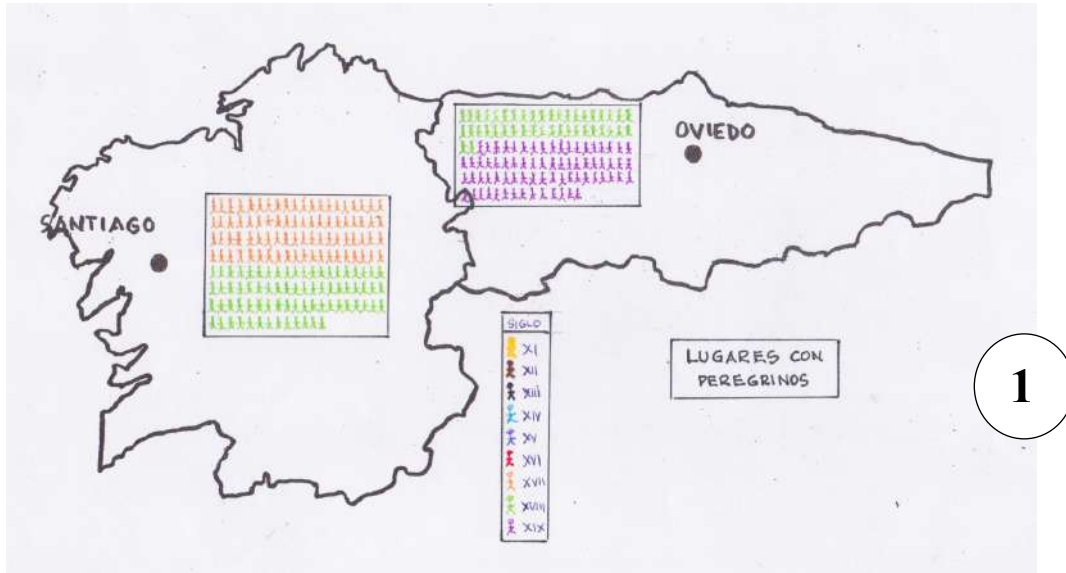 OVIEDO
SANTIAGO
SIGLO
XI
XII
XIII
XIV
XV
XVI
XVII
XVIII
XIX
LUGARES CON
PEREGRINOS
1